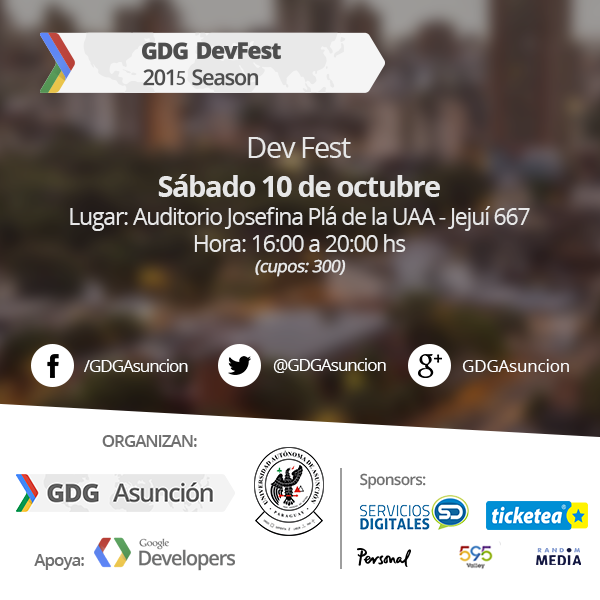 GDG DevFest
2015 Season
Dev Fest
Sábado 10 de octubre
Lugar: Auditorio Josefina Plá de la UAA - Jejuí 667
Hora: 16:00 a 20:00 hs
(cupos: 300)
/GDGAsuncion
@GDGAsuncion
g+
GDGAsuncion
ORGANIZAN:
GDG Asunción
UNIVERSIDAD AUTÓNOMA DE ASUNCIÓN
PARAGUAY
Apoya:
Google
Developers
Sponsors:
SERVICIOS
DIGITALES
SD
ticketea
Personal
595
Valley
RANDOM
MEDIA